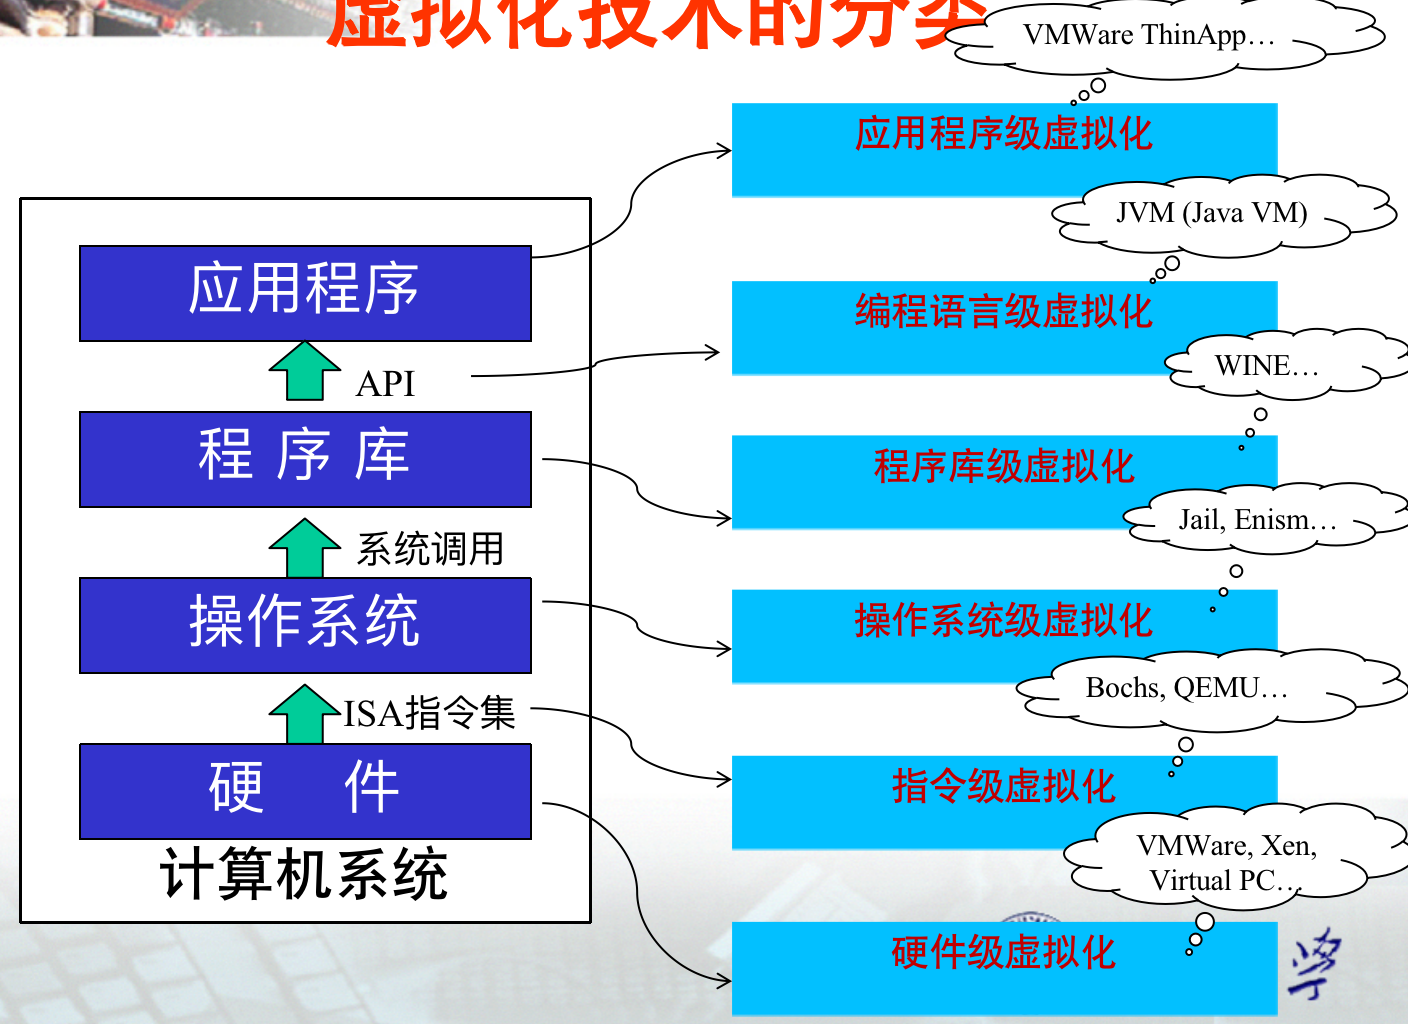 虚拟化技术的分类
VMWare ThinApp…
应用程序级虚拟化
JVM (Java VM)
编程语言级虚拟化
WINE…
程序库级虚拟化
Jail, Enism…
操作系统级虚拟化
Bochs, QEMU…
指令级虚拟化
VMWare, Xen,
Virtual PC…
硬件级虚拟化
应用程序
API
程 序 库
系统调用
操作系统
ISA指令集
硬 件
计算机系统